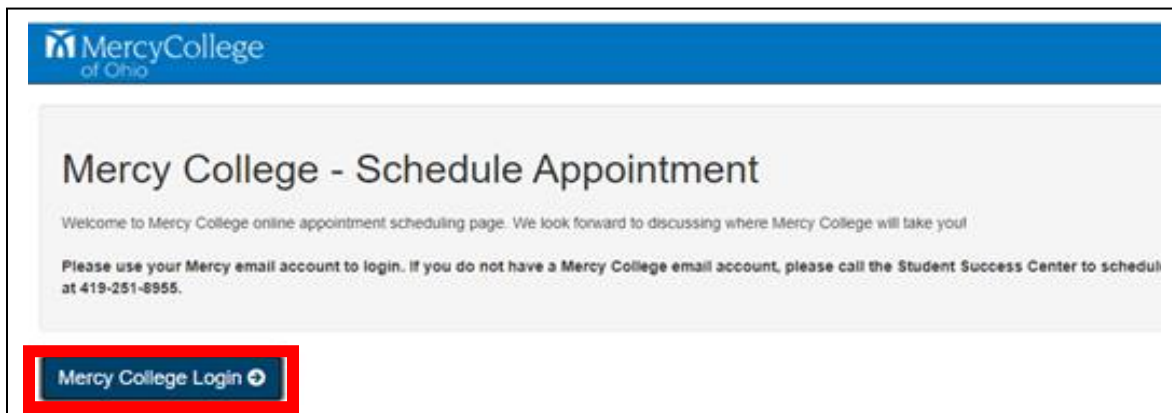 MercyCollege
of Ohio
Mercy College - Schedule Appointment
Welcome to Mercy College online appointment scheduling page. We look forward to discussing where Mercy College will take you!
Please use your Mercy email account to login. If you do not have a Mercy College email account, please call the Student Success Center to schedul
at 419-251-8955.
Mercy College Login